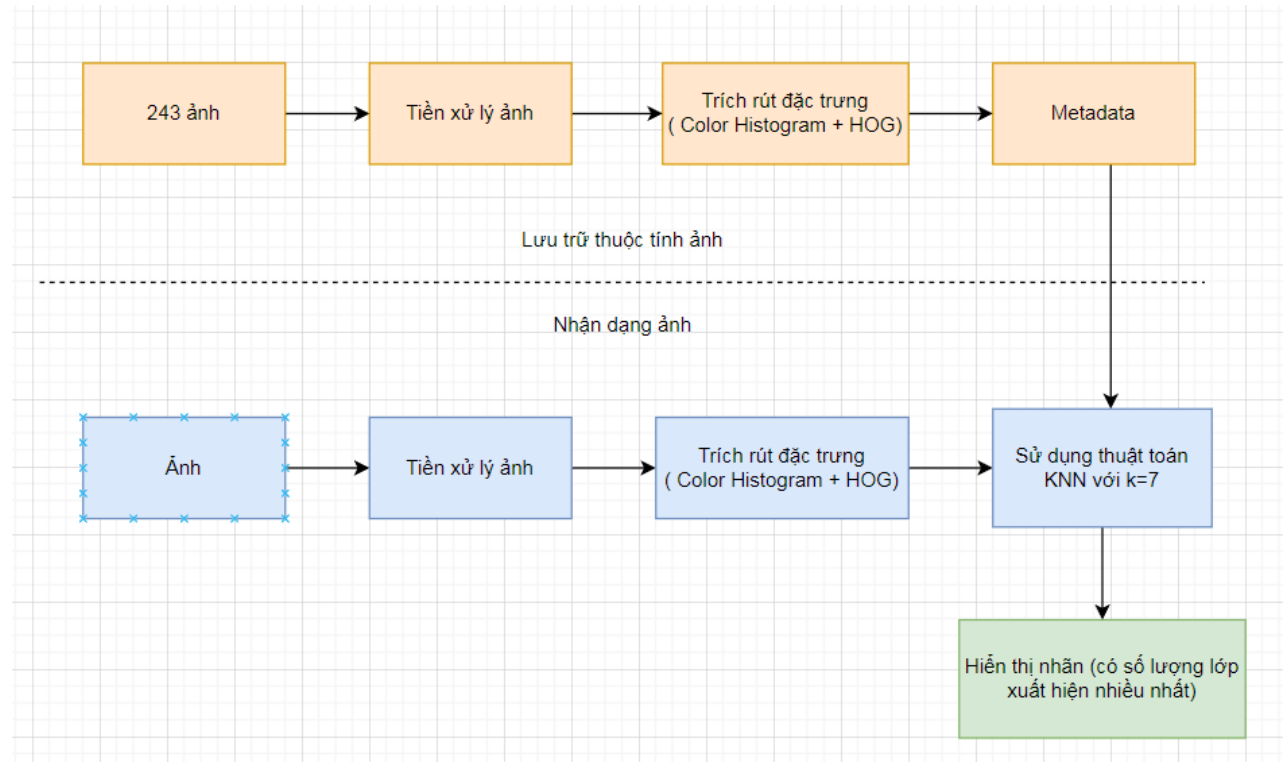 243 ảnh
Tiền xử lý ảnh
Trích rút đặc trưng
( Color Histogram + HOG)
Metadata
Lưu trữ thuộc tính ảnh
Nhận dạng ảnh
Ảnh
Tiền xử lý ảnh
Trích rút đặc trưng
( Color Histogram + HOG)
Sử dụng thuật toán
KNN với k=7
Hiển thị nhãn (có số lượng lớp
xuất hiện nhiều nhất)